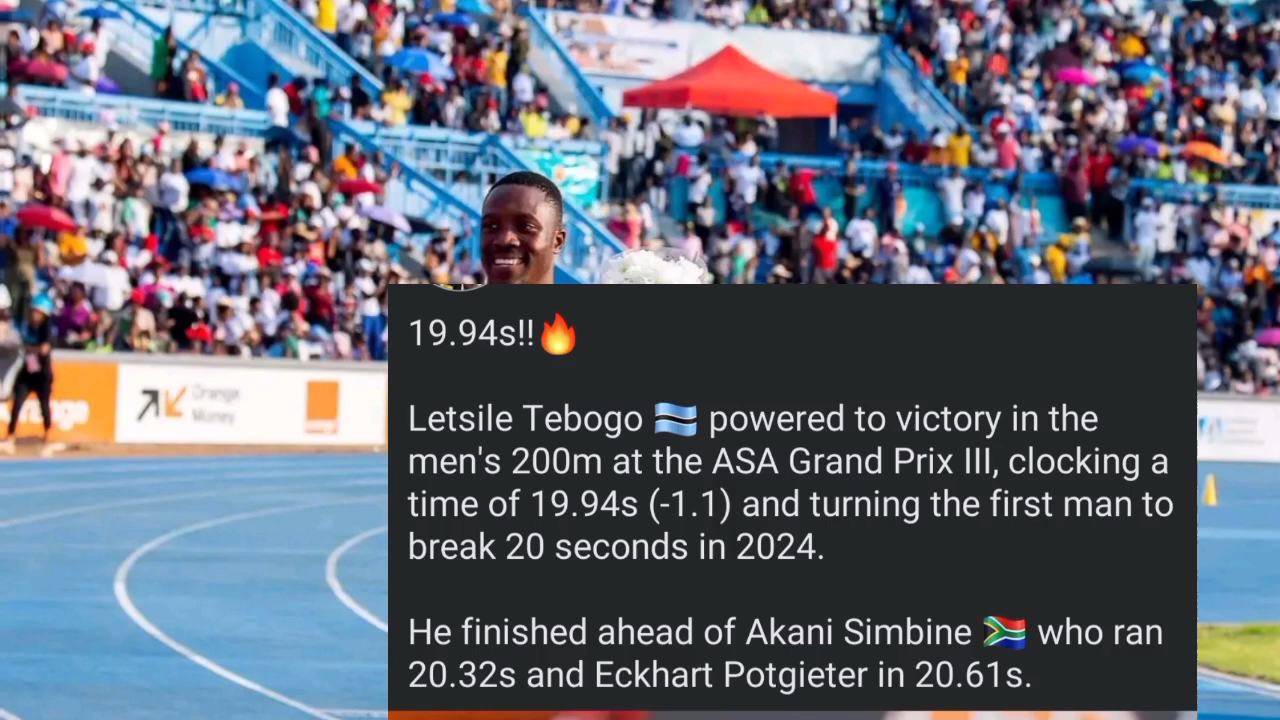 Orange
Money
19.94s!!🔥
Letsile Tebogo 🇧🇼 powered to victory in the
men's 200m at the ASA Grand Prix III, clocking a
time of 19.94s (-1.1) and turning the first man to
break 20 seconds in 2024.
He finished ahead of Akani Simbine 🇿🇦 who ran
20.32s and Eckhart Potgieter in 20.61s.